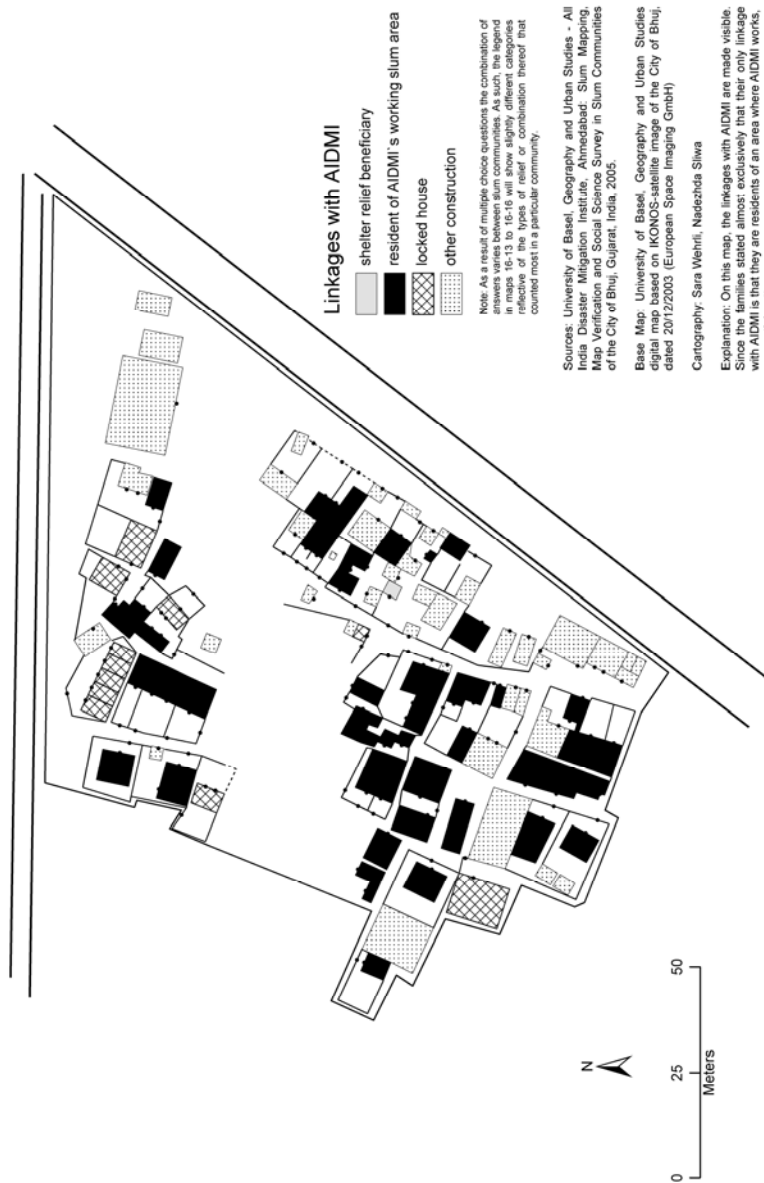 Linkages with AIDMI
shelter relief beneficiary
resident of AIDMI`s working slum area
locked house
other construction
Note: As a result of multiple choice questions the combination of
answers varies between slum communities. As such, the legend
in maps 16-13 to 16-16 will show slightly different categories
reflective of the types of relief or combination thereof that
counted most in a particular community.
Sources: University of Basel, Geography and Urban Studies - All
India Disaster Mitigation Institute, Ahmedabad: Slum Mapping,
Map Verification and Social Science Survey in Slum Communities
of the City of Bhuj, Gujarat, India, 2005.
Base Map: University of Basel, Geography and Urban Studies
digital map based on IKONOS-satellite image of the City of Bhuj,
dated 20/12/2003 (European Space Imaging GmbH)
Cartography: Sara Wehrli, Nadezhda Sliwa
Explanation: On this map, the linkages with AIDMI are made visible.
Since the families stated almost exclusively that their only linkage
with AIDMI is that they are residents of an area where AIDMI works,
N
0 25 50
Meters